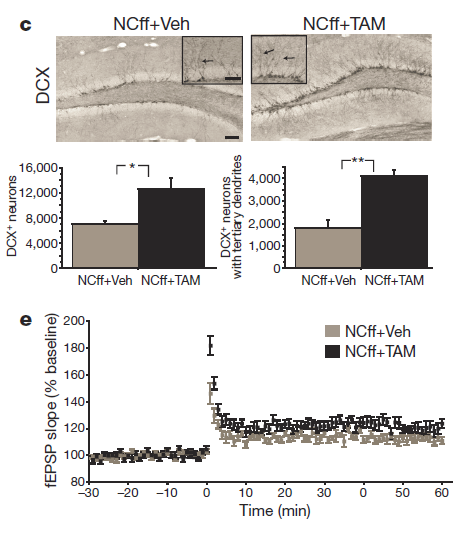 c
NCff+Veh
NCff+TAM
DCX
DCX+ neurons
16,000
12,000
8,000
4,000
0
*
NCff+Veh NCff+TAM
DCX+ neurons
with tertiary dendrites
4,000
3,000
2,000
1,000
0
**
NCff+Veh NCff+TAM
e
fEPSP slope (% baseline)
200
180
160
140
120
100
80
NCff+Veh
NCff+TAM
−30 −20 −10 0 10 20 30 0 50 60
Time (min)